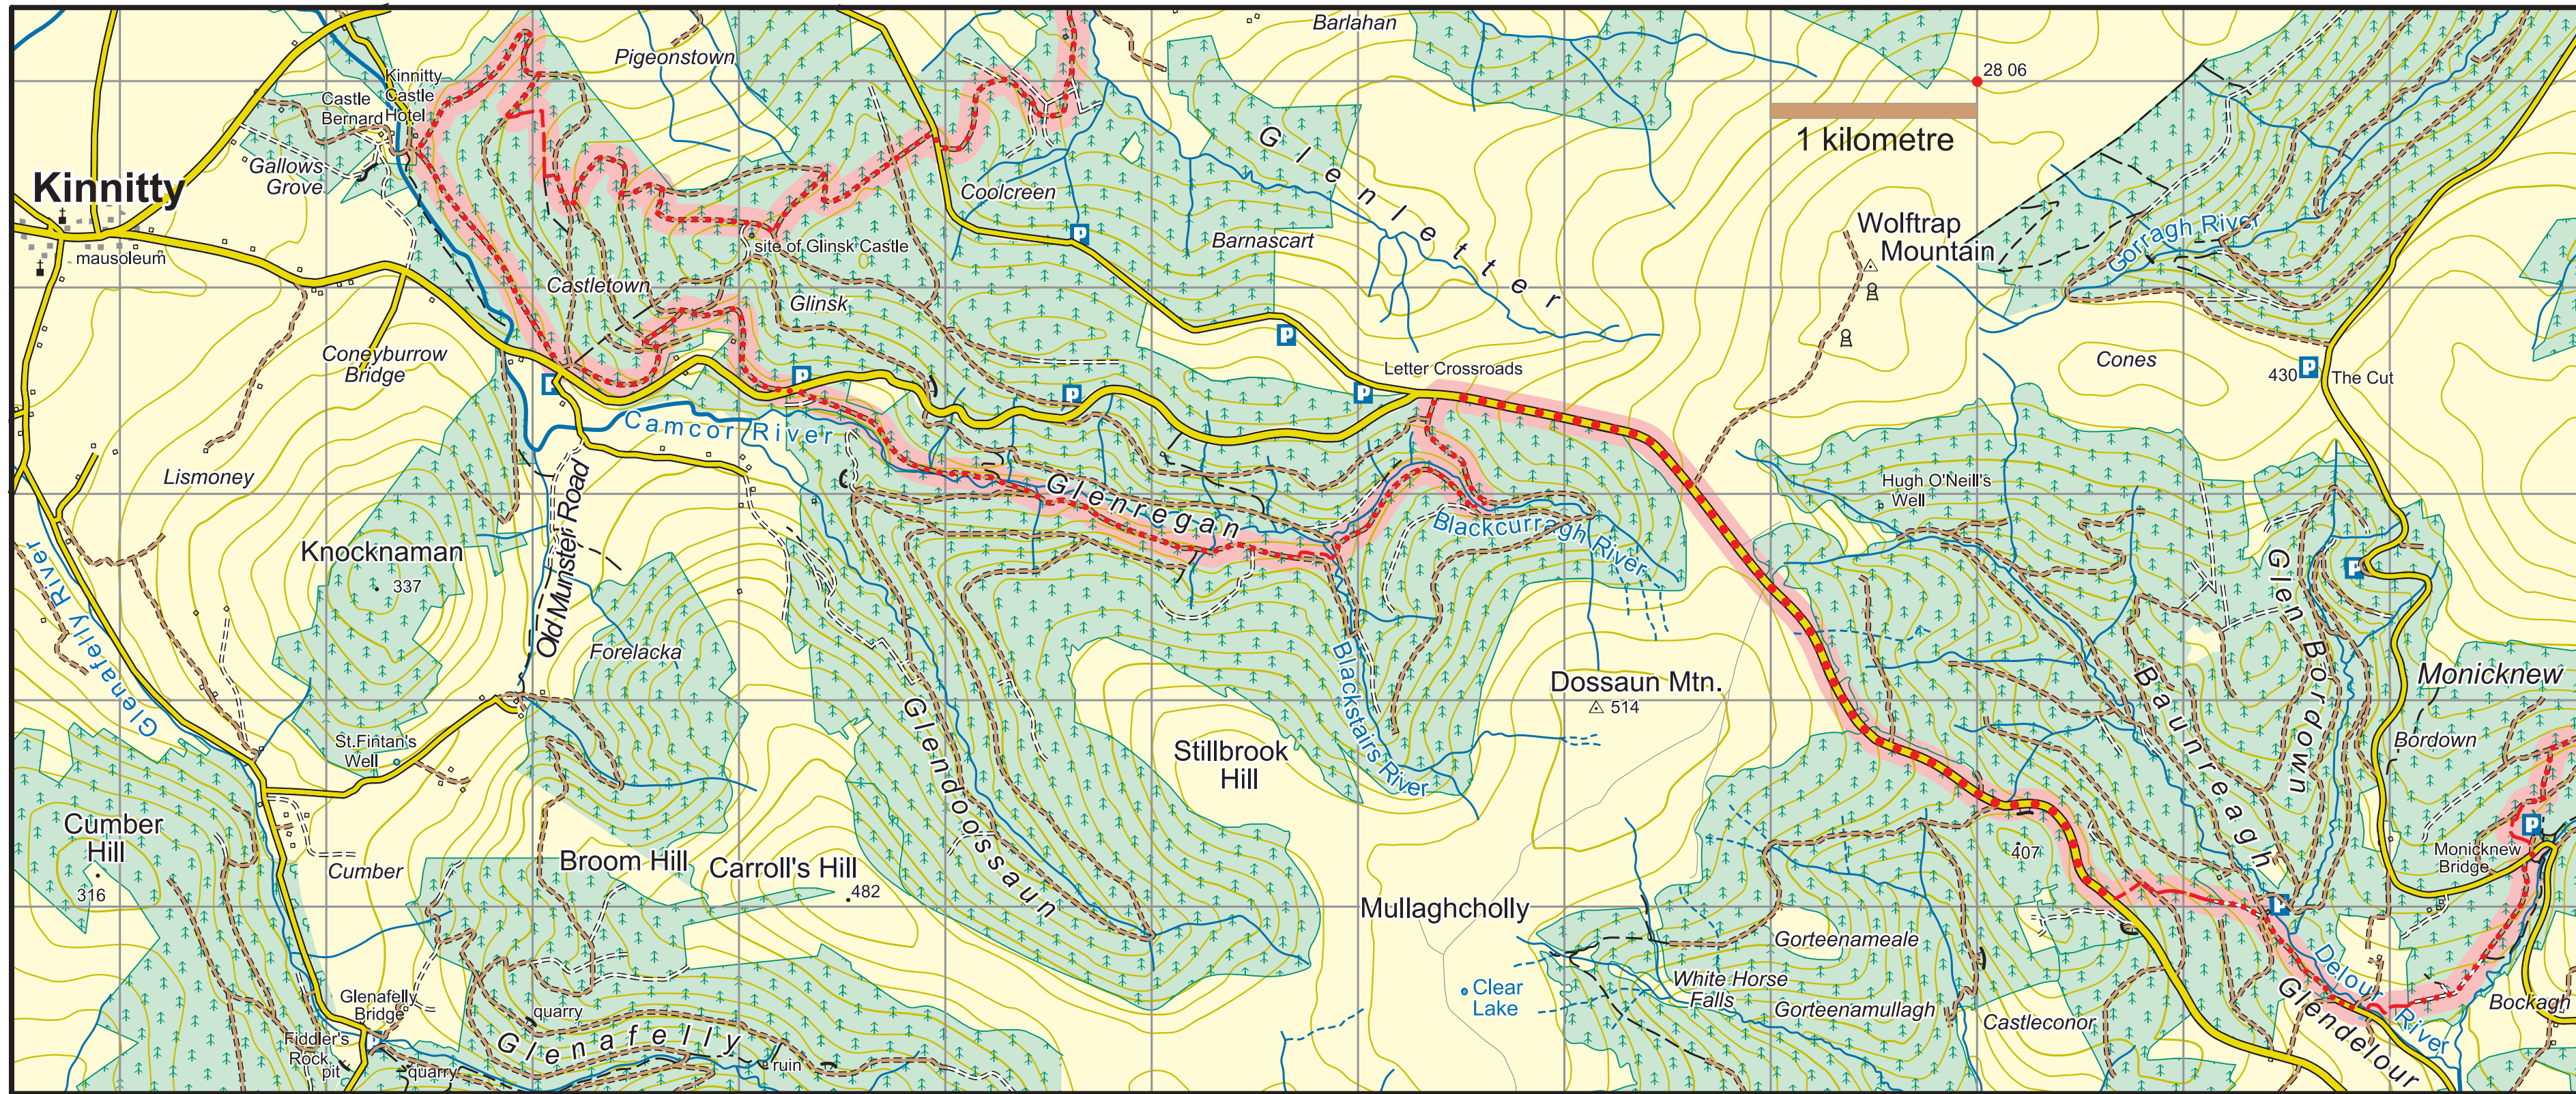 Barlahan
Pigeonstown
28 06
Kinnitty
Castle
Hotel
Castle
Bernard
1 kilometre
Glenletter
Gallows
Grove
Kinnitty
Coolcreen
Wolftrap
Mountain
Gorragh River
Barnascart
site of Glinsk Castle
mausoleum
Castletown
Glinsk
Coneyburrow
Bridge
Letter Crossroads
Cones
430
P
The Cut
Camcor River
Lismoney
Glenregan
Hugh O'Neill's
Well
Old Munster Road
Blackcurragh River
Knocknaman
337
Glenafelly River
Glen Bordown
Forelacka
Blackstairs River
Dossaun Mtn.
514
Baunreagh
Monicknew
St.Fintan's
Well
Glendossaun
Stillbrook
Hill
Bordown
Cumber
Hill
316
Cumber
Broom Hill
Carroll's Hill
482
407
Monicknew
Bridge
Mullaghcholly
Gorteenameale
White Horse
Falls
Clear
Lake
Gorteenamullagh
Castleconor
Delour River
Glendelour
Bockagh
Glenafelly
Bridge
quarry
Glenafelly
Fiddler's
Rock
pit
quarry
ruin